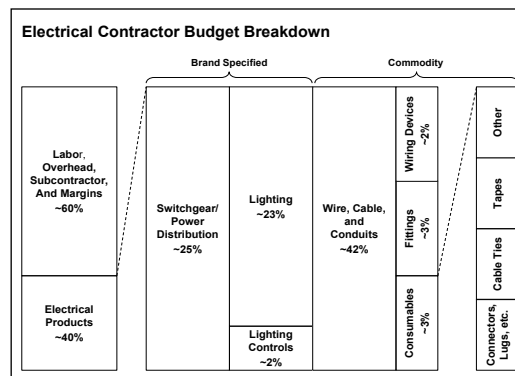 Electrical Contractor Budget Breakdown
Brand Specified
Commodity
Labor,
Overhead,
Subcontractor,
And Margins
~60%
Electrical
Products
~40%
Switchgear/
Power
Distribution
~25%
Lighting
~23%
Lighting
Controls
~2%
Wire, Cable,
and
Conduits
~42%
Wiring Devices
~2%
Fittings
~3%
Consumables
~3%
Other
Tapes
Cable Ties
Connectors,
Lugs, etc.